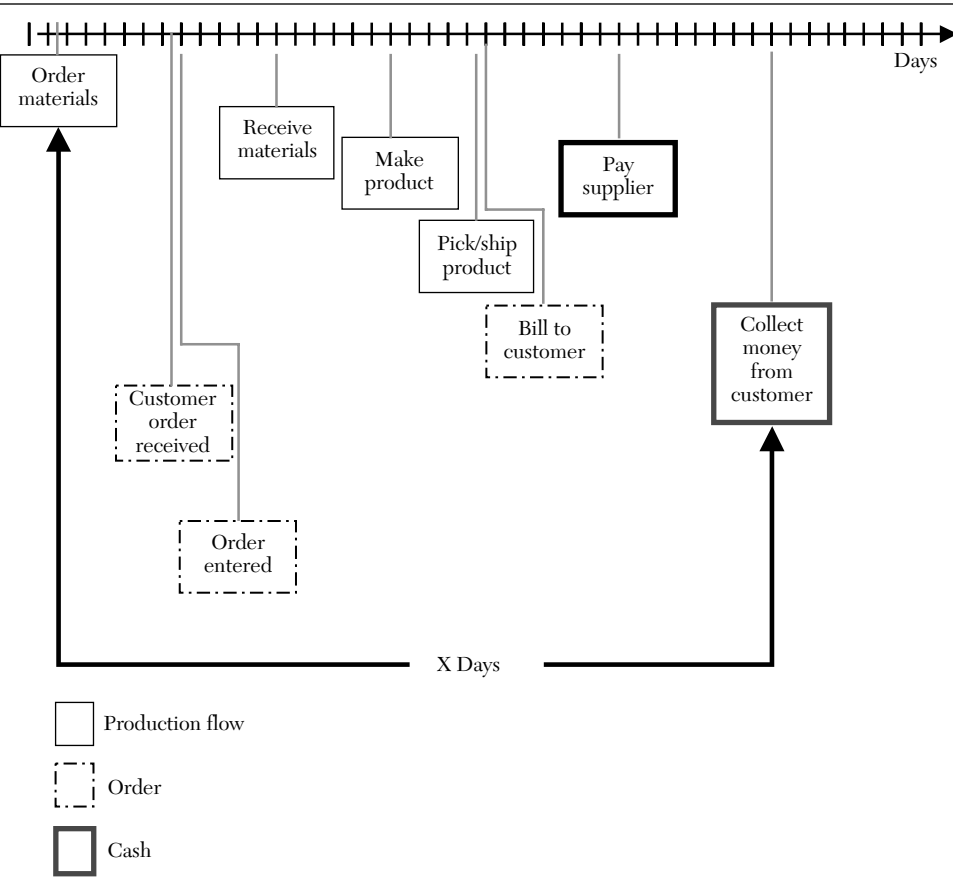 Days
Order
materials
Receive
materials
Make
product
Pay
supplier
Pick/ship
product
Bill to
customer
Collect
money
from
customer
Customer
order
received
Order
entered
X Days
Production flow
Order
Cash